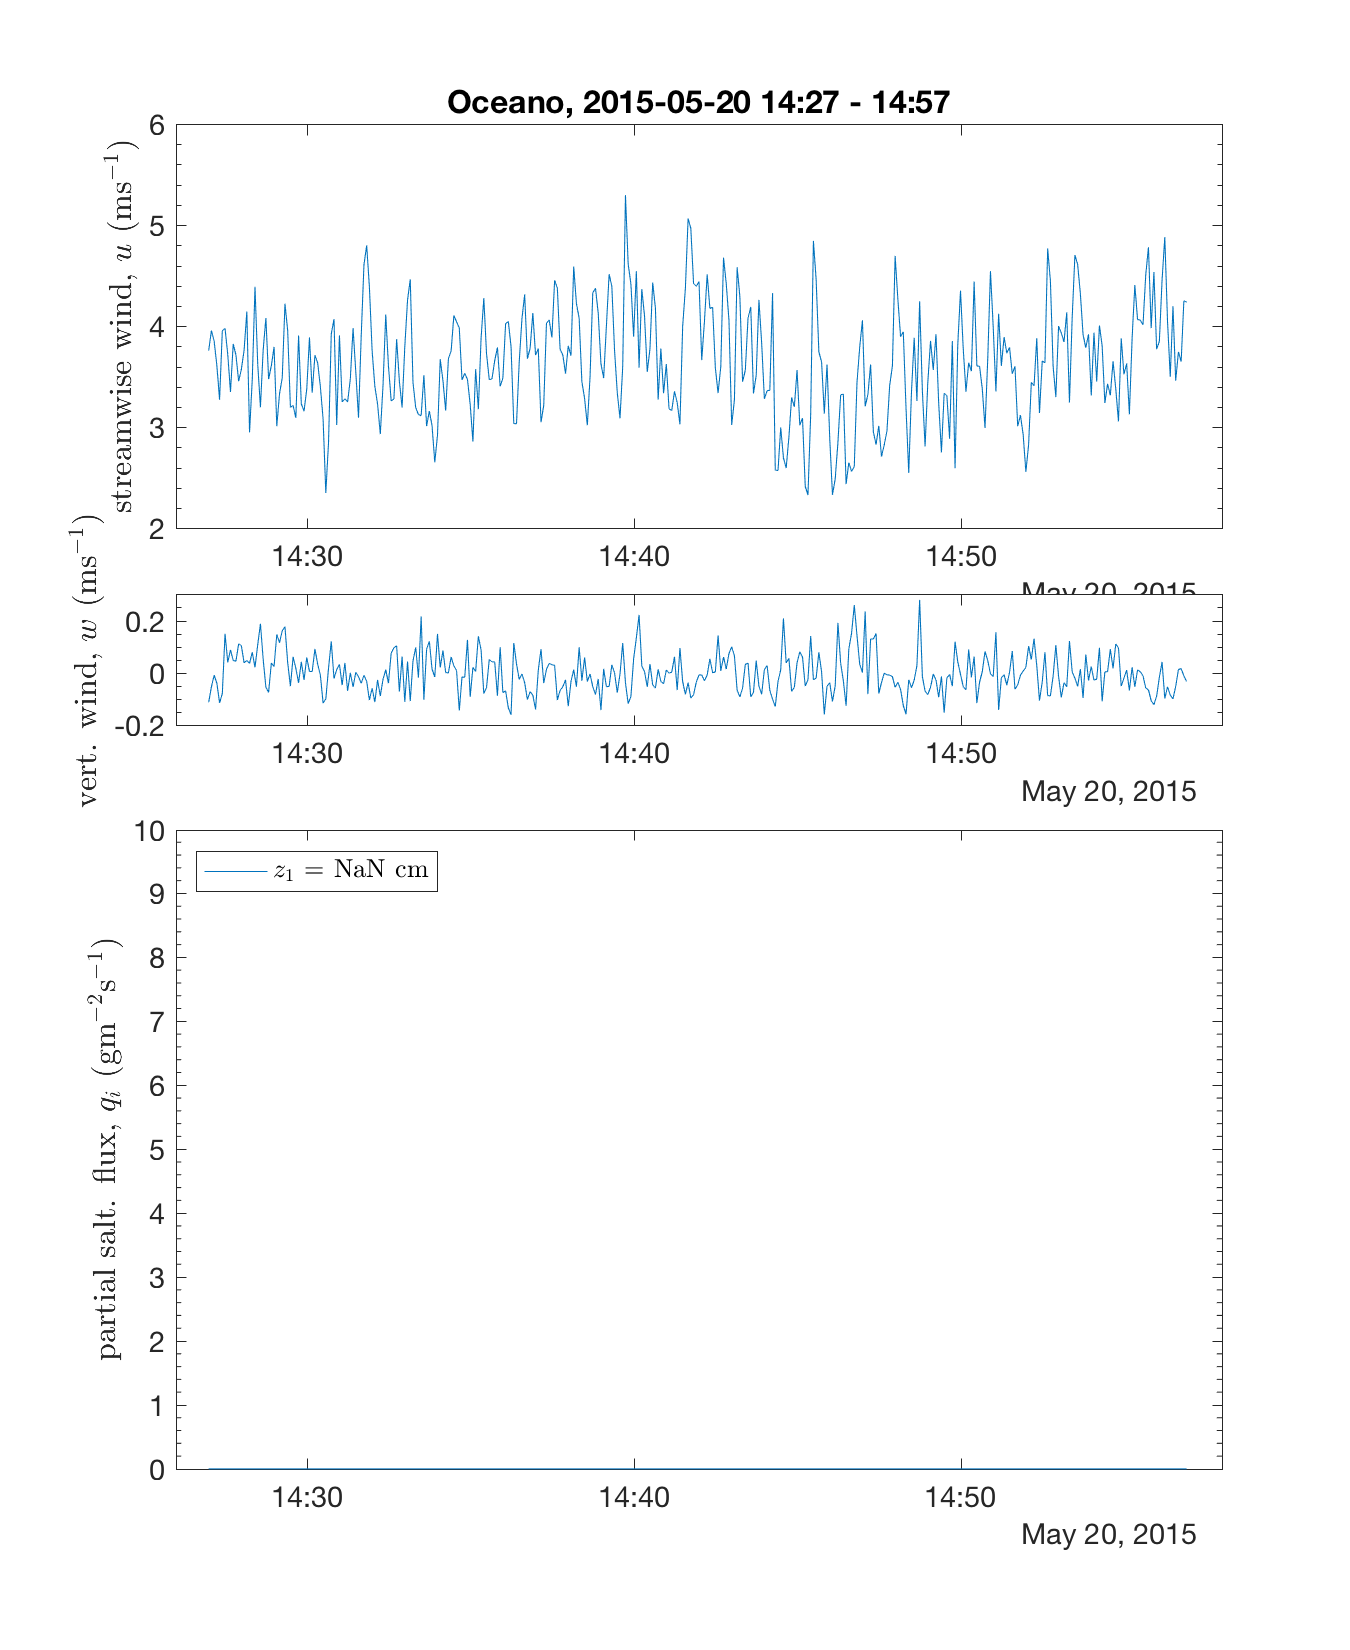 Oceano, 2015-05-20 14:27 - 14:57
streamwise wind, u (ms⁻¹)
6
5
4
3
2
14:30 14:40 14:50
May 20, 2015
vert. wind, w (ms⁻¹)
0.2
0
-0.2
14:30 14:40 14:50
May 20, 2015
partial salt. flux, qᵢ (gm⁻²s⁻¹)
z₁ = NaN cm
10
9
8
7
6
5
4
3
2
1
0
14:30 14:40 14:50
May 20, 2015